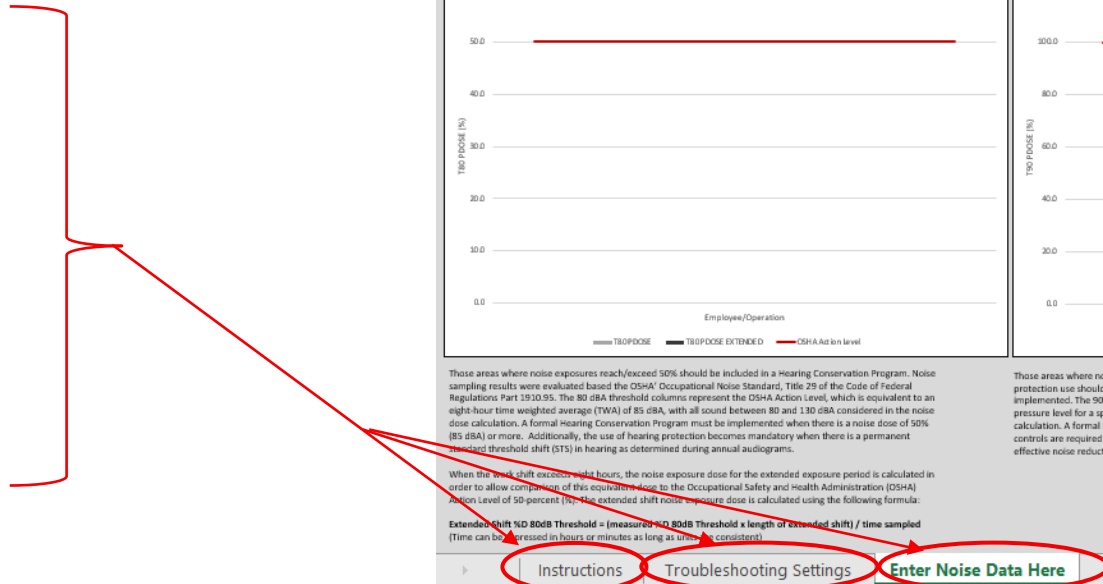 50.0
40.0
30.0
20.0
10.0
0.0
T80 PDOSE (%)
Employee/Operation
T80 PDOSE T80 PDOSE EXTENDED OSHA Action Level
Those areas where noise exposures reach/exceed 50% should be included in a Hearing Conservation Program. Noise
sampling results were evaluated based the OSHA' Occupational Noise Standard, Title 29 of the Code of Federal
Regulations Part 1910.95. The 80 dBA threshold columns represent the OSHA Action Level, which is equivalent to an
eight-hour time weighted average (TWA) of 85 dBA, with all sound between 80 and 130 dBA considered in the noise
dose calculation. A formal Hearing Conservation Program must be implemented when there is a noise dose of 50%
(85 dBA) or more. Additionally, the use of hearing protection becomes mandatory when there is a permanent
standard threshold shift (STS) in hearing as determined during annual audiograms.
When the work shift exceeds eight hours, the noise exposure dose for the extended exposure period is calculated in
order to allow comparison of this equivalent dose to the Occupational Safety and Health Administration (OSHA)
Action Level of 50-percent (%). The extended shift noise exposure dose is calculated using the following formula:
Extended Shift %D 80dB Threshold = (measured %D 80dB Threshold x length of extended shift) / time sampled
(Time can be expressed in hours or minutes as long as units are consistent)
100.0
80.0
60.0
40.0
20.0
0.0
T90 PDOSE (%)
Those areas where
protection use should
implemented. The 90
pressure level for a
calculation. A formal
controls are required
effective noise
Instructions Troubleshooting Settings Enter Noise Data Here